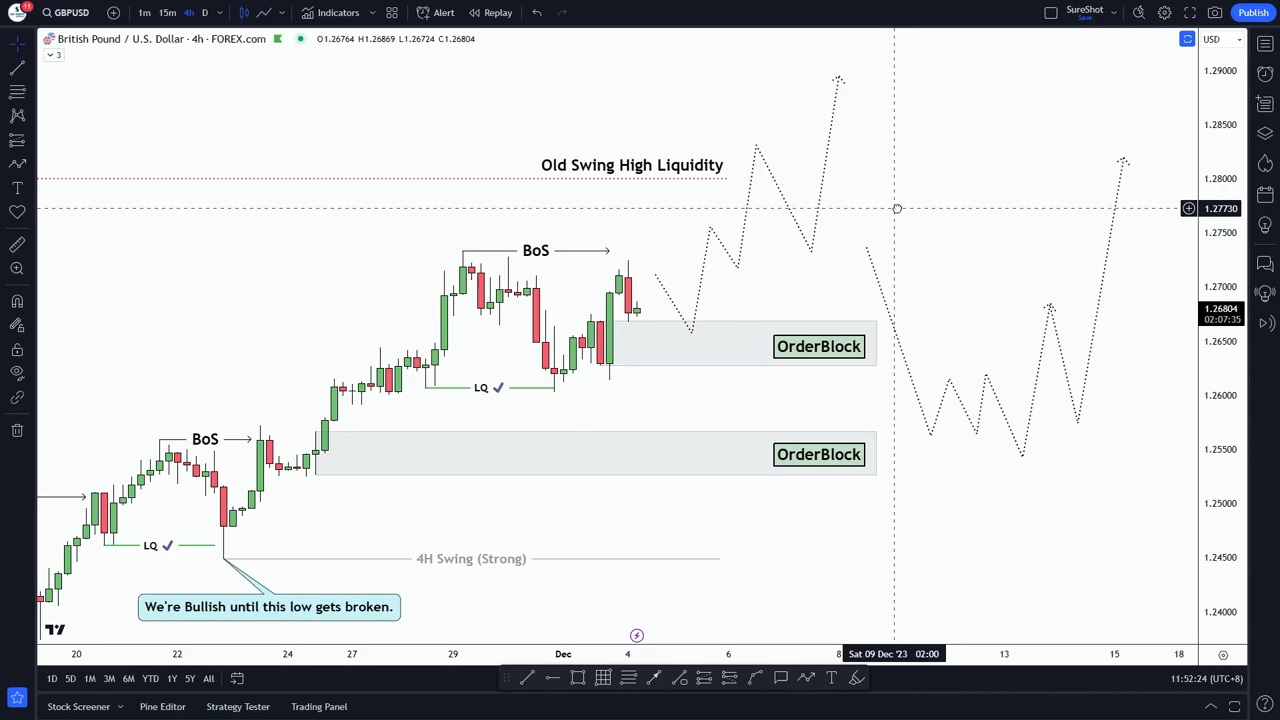 11
GBPUSD
1m 15m 4h D
Indicators
Alert
Replay
SureShot
Save
Publish
British Pound / U.S. Dollar · 4h · FOREX.com
O1.26764 H1.26869 L1.26724 C1.26804
USD
3
1.29000
1.28500
Old Swing High Liquidity
1.28000
1.27730
1.27500
BoS
1.27000
1.26804
02:07:35
1.26500
OrderBlock
LQ ✓
1.26000
BoS
OrderBlock
1.25500
1.25000
LQ ✓
4H Swing (Strong)
1.24500
We're Bullish until this low gets broken.
1.24000
20 22 24 27 29 Dec 4 6 8 Sat 09 Dec '23 02:00 13 15 18
1D 5D 1M 3M 6M YTD 1Y 5Y All
11:52:24 (UTC+8)
Stock Screener Pine Editor Strategy Tester Trading Panel